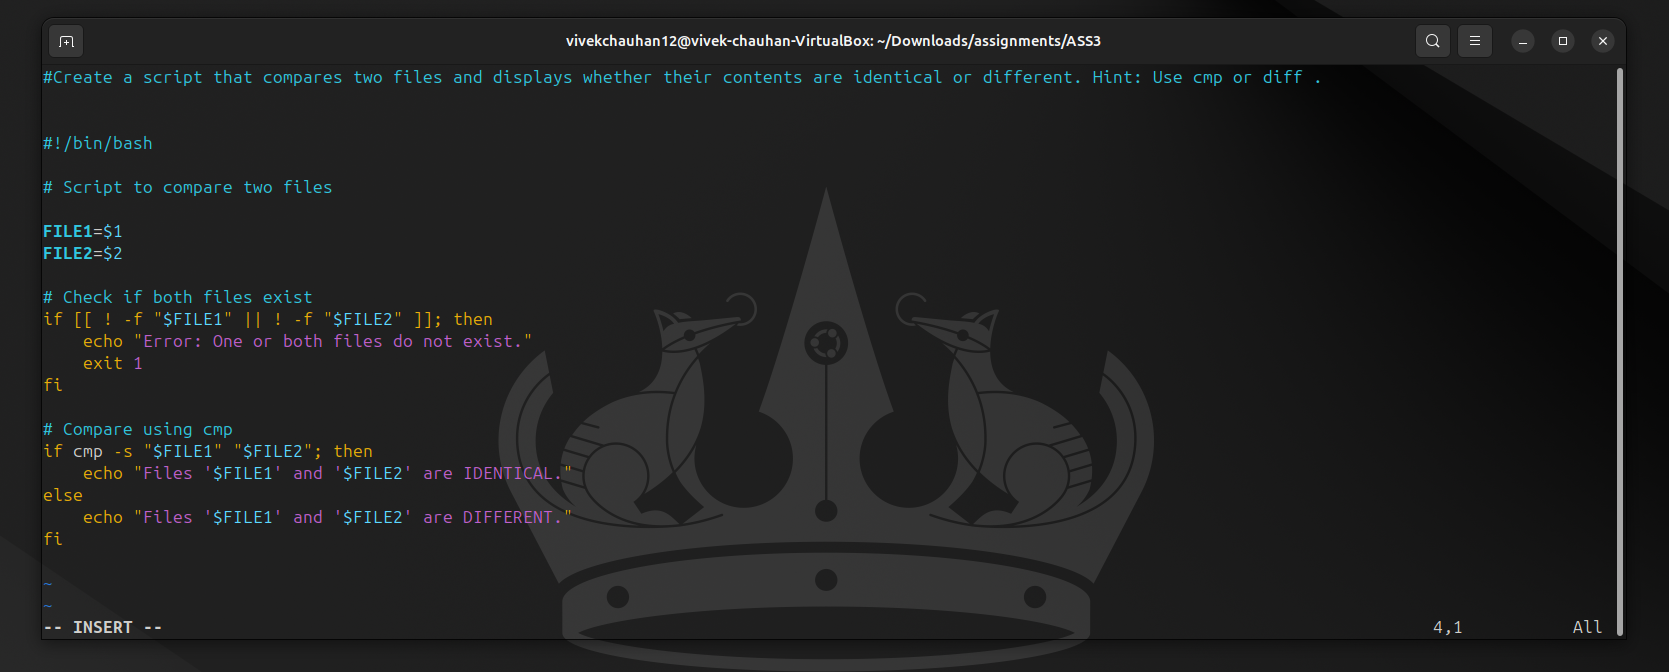 vivekchauhan12@vivek-chauhan-VirtualBox: ~/Downloads/assignments/ASS3
#Create a script that compares two files and displays whether their contents are identical or different. Hint: Use cmp or diff .
#!/bin/bash
# Script to compare two files
FILE1=$1
FILE2=$2
# Check if both files exist
if [[ ! -f "$FILE1" || ! -f "$FILE2" ]]; then
    echo "Error: One or both files do not exist."
    exit 1
fi
# Compare using cmp
if cmp -s "$FILE1" "$FILE2"; then
    echo "Files '$FILE1' and '$FILE2' are IDENTICAL."
else
    echo "Files '$FILE1' and '$FILE2' are DIFFERENT."
fi
~
~
-- INSERT -- 4,1 All